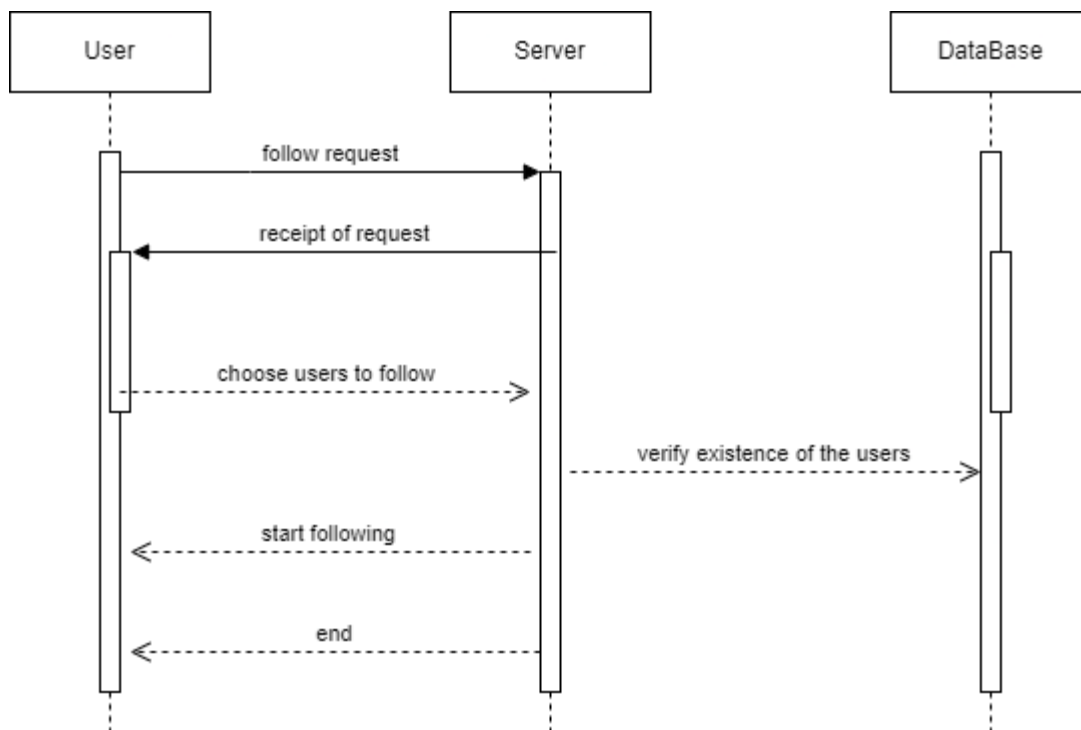 User
Server
DataBase
follow request
receipt of request
choose users to follow
verify existence of the users
start following
end